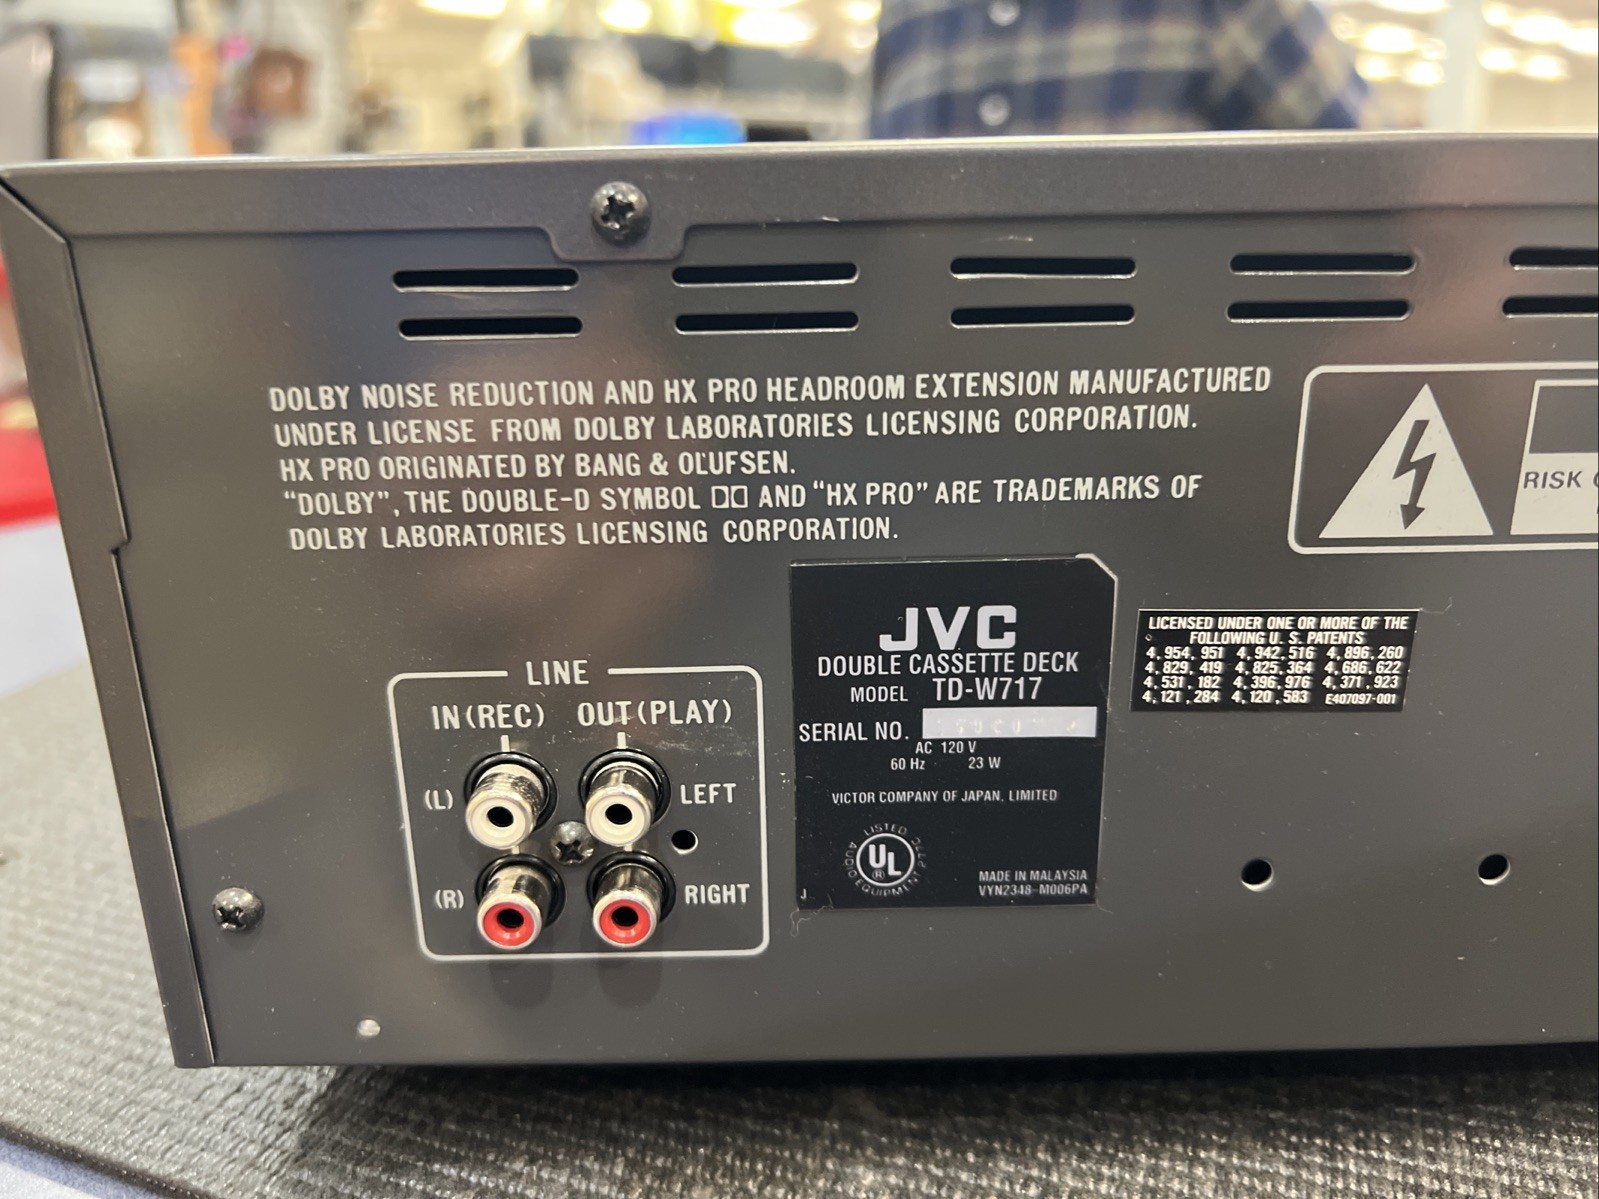 DOLBY NOISE REDUCTION AND HX PRO HEADROOM EXTENSION MANUFACTURED
UNDER LICENSE FROM DOLBY LABORATORIES LICENSING CORPORATION.
HX PRO ORIGINATED BY BANG & OLUFSEN.
“DOLBY”, THE DOUBLE-D SYMBOL AND “HX PRO” ARE TRADEMARKS OF
DOLBY LABORATORIES LICENSING CORPORATION.
RISK
JVC
DOUBLE CASSETTE DECK
MODEL TD-W717
SERIAL NO.
AC 120 V
60 Hz 23 W
VICTOR COMPANY OF JAPAN, LIMITED
LISTED
UL
®
AUDIO EQUIPMENT 277C
MADE IN MALAYSIA
VYN2348-M006PA
J
LICENSED UNDER ONE OR MORE OF THE
FOLLOWING U. S. PATENTS
4, 954, 951 4, 942, 516 4, 896, 260
4, 829, 419 4, 825, 364 4, 686, 622
4, 531, 182 4, 396, 976 4, 371, 923
4, 121, 284 4, 120, 583 E407097-001
LINE
IN (REC) OUT (PLAY)
(L) LEFT
(R) RIGHT